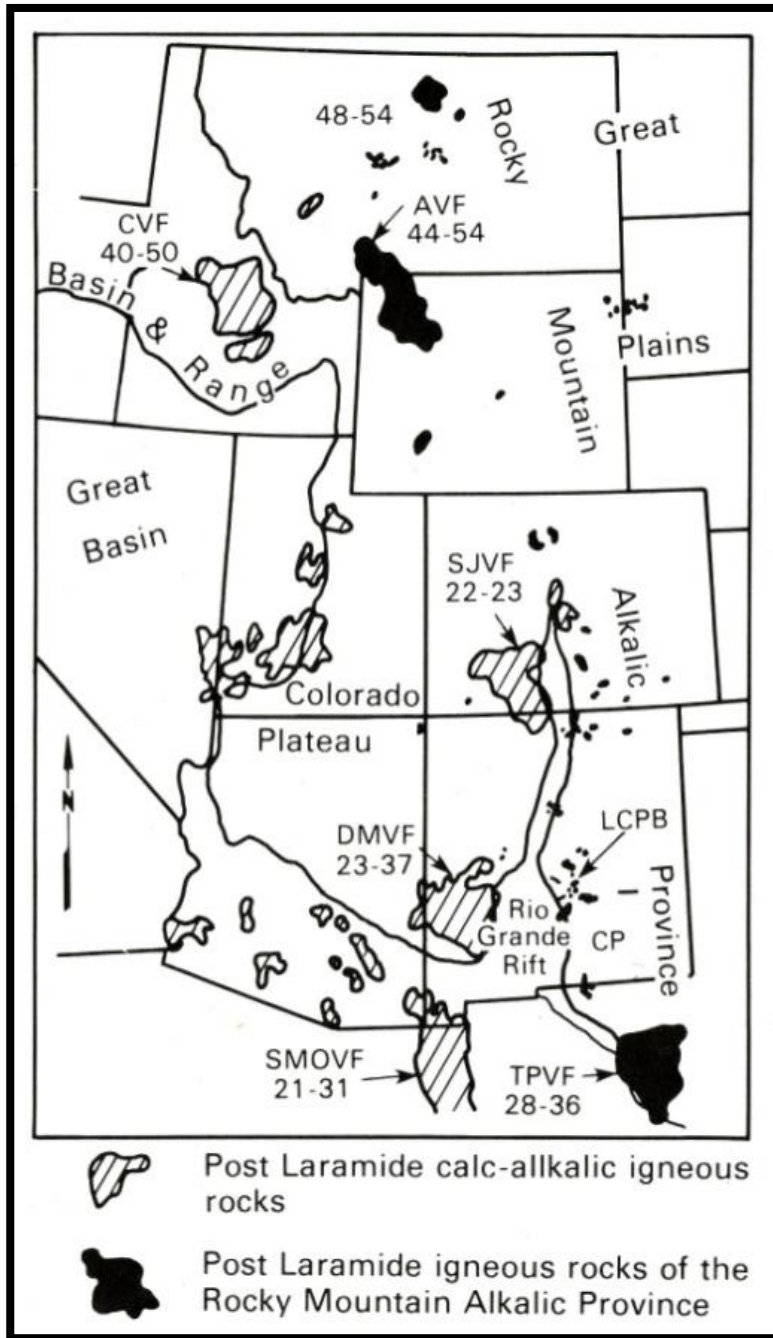 48-54
Rocky
Great
AVF
44-54
CVF
40-50
Basin & Range
Mountain
Plains
Great
Basin
SJVF
22-23
Alkalic
Colorado
Plateau
N
DMVF
23-37
LCPB
Rio
Grande
Rift
CP
Province
SMOVF
21-31
TPVF
28-36
Post Laramide calc-allkalic igneous
rocks
Post Laramide igneous rocks of the
Rocky Mountain Alkalic Province